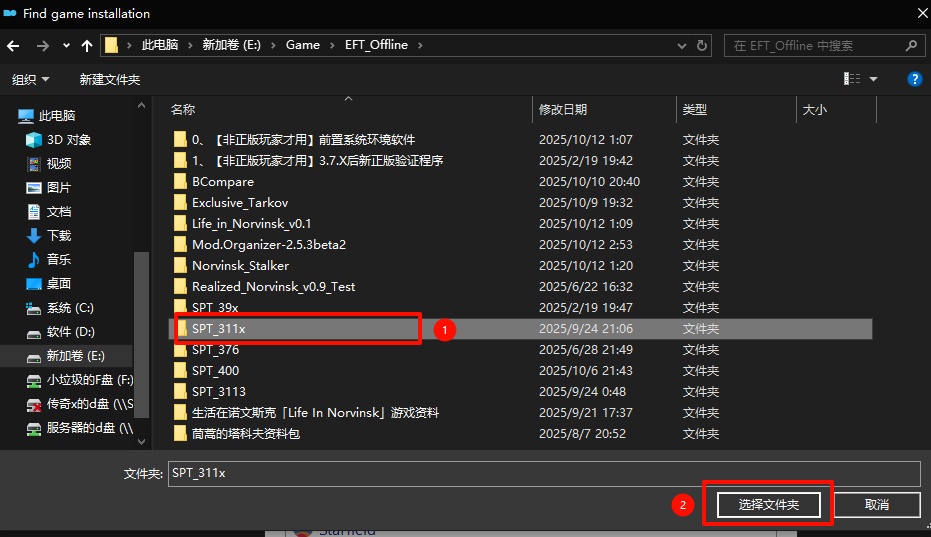 Find game installation
此电脑 新加卷 (E:) Game EFT_Offline
在 EFT_Offline 中搜索
组织 新建文件夹
名称 修改日期 类型 大小
此电脑
3D 对象
视频
图片
文档
下载
音乐
桌面
系统 (C:)
软件 (D:)
新加卷 (E:)
小垃圾的F盘 (F:)
传奇x的d盘 (\\S
服务器的d盘 (\\
0、【非正版玩家才用】前置系统环境软件 2025/10/12 1:07 文件夹
1、【非正版玩家才用】3.7.X后新正版验证程序 2025/2/19 19:42 文件夹
BCompare 2025/10/10 20:40 文件夹
Exclusive_Tarkov 2025/10/9 19:32 文件夹
Life_in_Norvinsk_v0.1 2025/10/12 1:09 文件夹
Mod.Organizer-2.5.3beta2 2025/10/12 2:53 文件夹
Norvinsk_Stalker 2025/10/12 1:20 文件夹
Realized_Norvinsk_v0.9_Test 2025/6/22 16:32 文件夹
SPT_39x 2025/2/19 19:47 文件夹
SPT_311x 2025/9/24 21:06 文件夹
1
SPT_376 2025/6/28 21:49 文件夹
SPT_400 2025/10/6 21:43 文件夹
SPT_3113 2025/9/24 0:48 文件夹
生活在诺文斯克「Life In Norvinsk」游戏资料 2025/9/21 17:37 文件夹
茼蒿的塔科夫资料包 2025/8/7 20:52 文件夹
文件夹: SPT_311x
2 选择文件夹 取消
Starfield